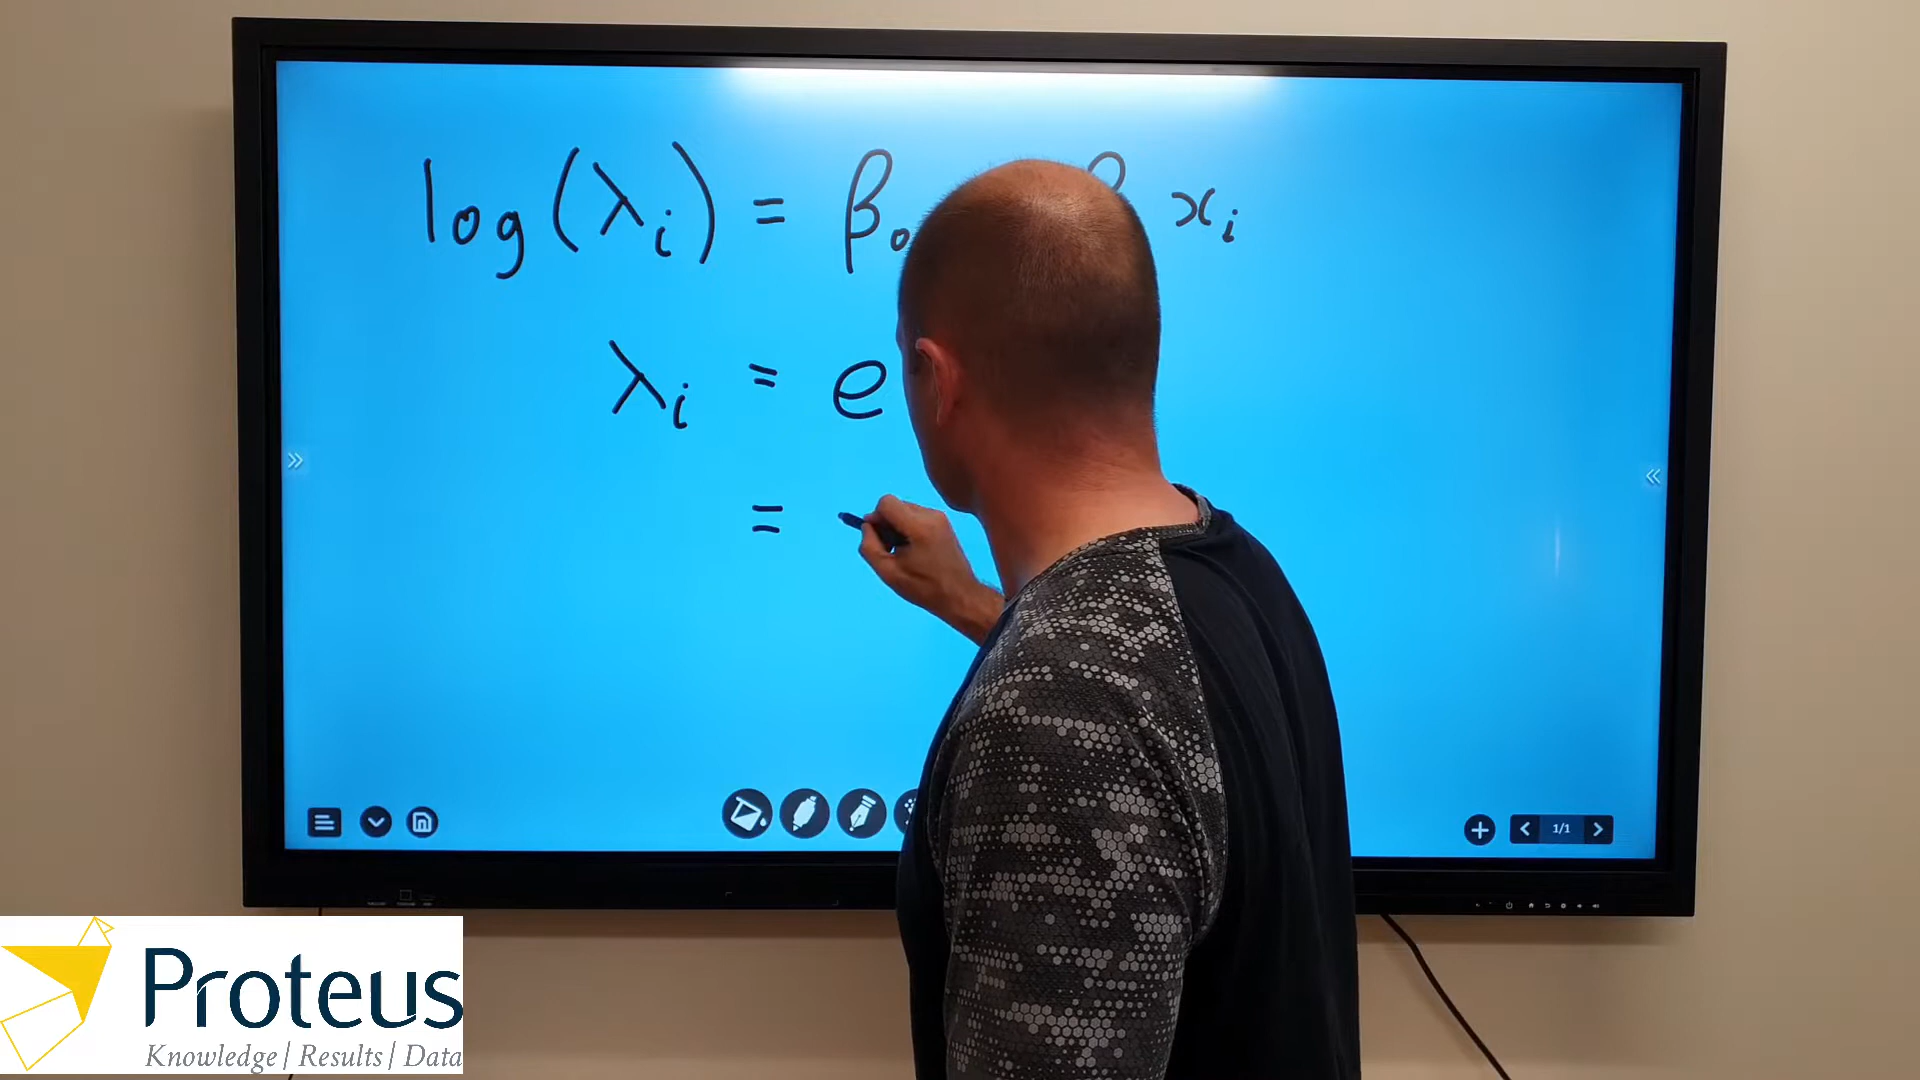 log(λᵢ) = β₀ β xᵢ
λᵢ = e
=
1/1
Proteus
Knowledge | Results | Data